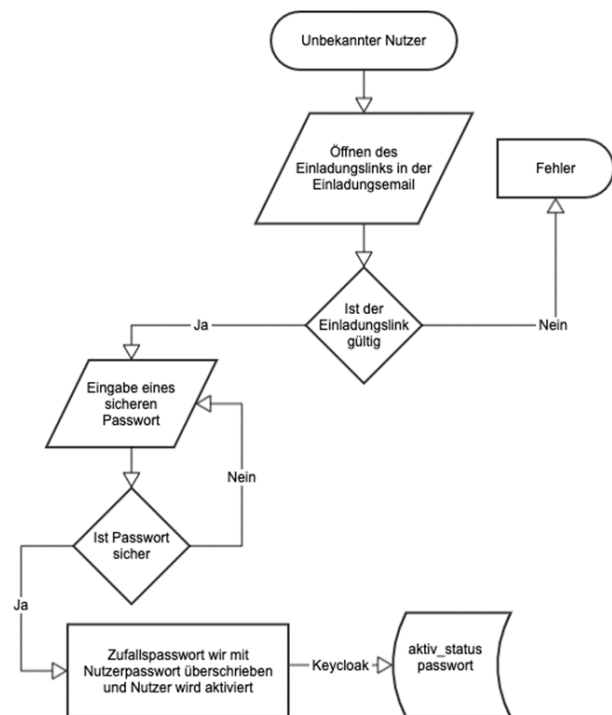 Unbekannter Nutzer
Öffnen des
Einladungslinks in der
Einladungsemail
Fehler
Ist der
Einladungslink
gültig
Ja
Nein
Eingabe eines
sicheren
Passwort
Nein
Ist Passwort
sicher
Ja
Zufallspasswort wir mit
Nutzerpasswort überschrieben
und Nutzer wird aktiviert
Keycloak
aktiv_status
passwort